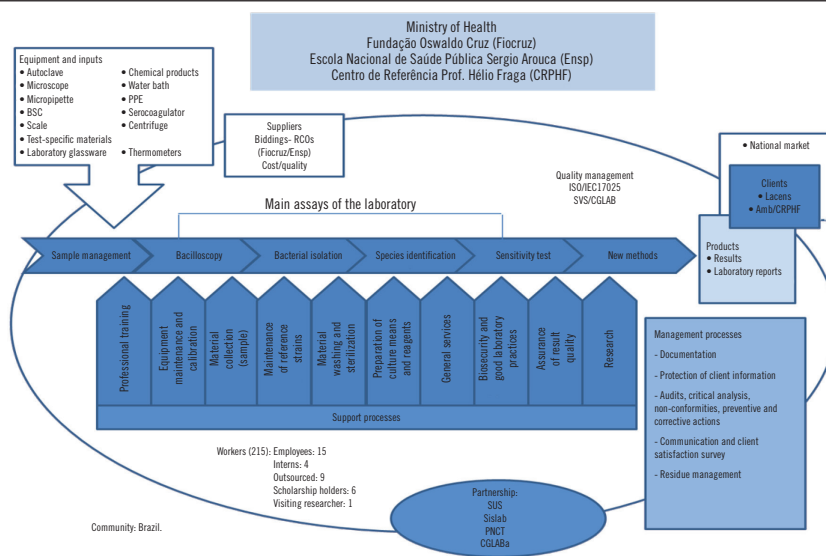 Ministry of Health
Fundação Oswaldo Cruz (Fiocruz)
Escola Nacional de Saúde Pública Sergio Arouca (Ensp)
Centro de Referência Prof. Hélio Fraga (CRPHF)
Equipment and inputs
• Autoclave
• Microscope
• Micropipette
• BSC
• Scale
• Test-specific materials
• Laboratory glassware
• Chemical products
• Water bath
• PPE
• Serocoagulator
• Centrifuge
• Thermometers
Suppliers
Biddings- RCOs
(Fiocruz/Ensp)
Cost/quality
Quality management
ISO/IEC17025
SVS/CGLAB
• National market
Clients
• Lacens
• Amb/CRPHF
Products
• Results
• Laboratory reports
Main assays of the laboratory
Sample management
Bacilloscopy
Bacterial isolation
Species identification
Sensitivity test
New methods
Professional training
Equipment
maintenance and
calibration
Material
collection
(sample)
Maintenance
of reference
strains
Material
washing and
sterilization
Preparation of
culture means
and reagents
General services
Biosecurity and
good laboratory
practices
Assurance
of result
quality
Research
Support processes
Management processes
- Documentation
- Protection of client information
- Audits, critical analysis,
non-conformities, preventive and
corrective actions
- Communication and client
satisfaction survey
- Residue management
Workers (215): Employees: 15
Interns: 4
Outsourced: 9
Scholarship holders: 6
Visiting researcher: 1
Partnership:
SUS
Sislab
PNCT
CGLABa
Community: Brazil.